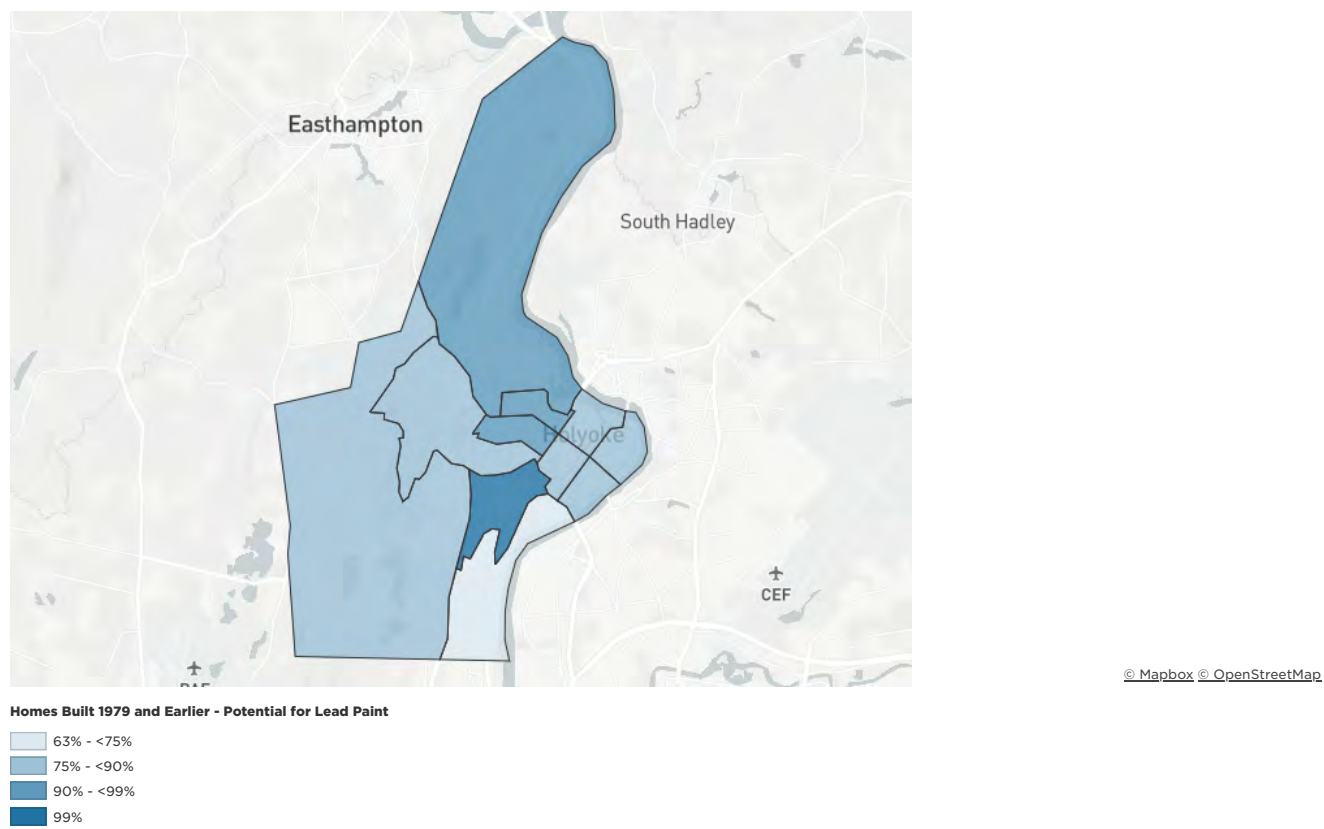 Easthampton
South Hadley
Holyoke
CEF
© Mapbox © OpenStreetMap
Homes Built 1979 and Earlier - Potential for Lead Paint
63% - <75%
75% - <90%
90% - <99%
99%